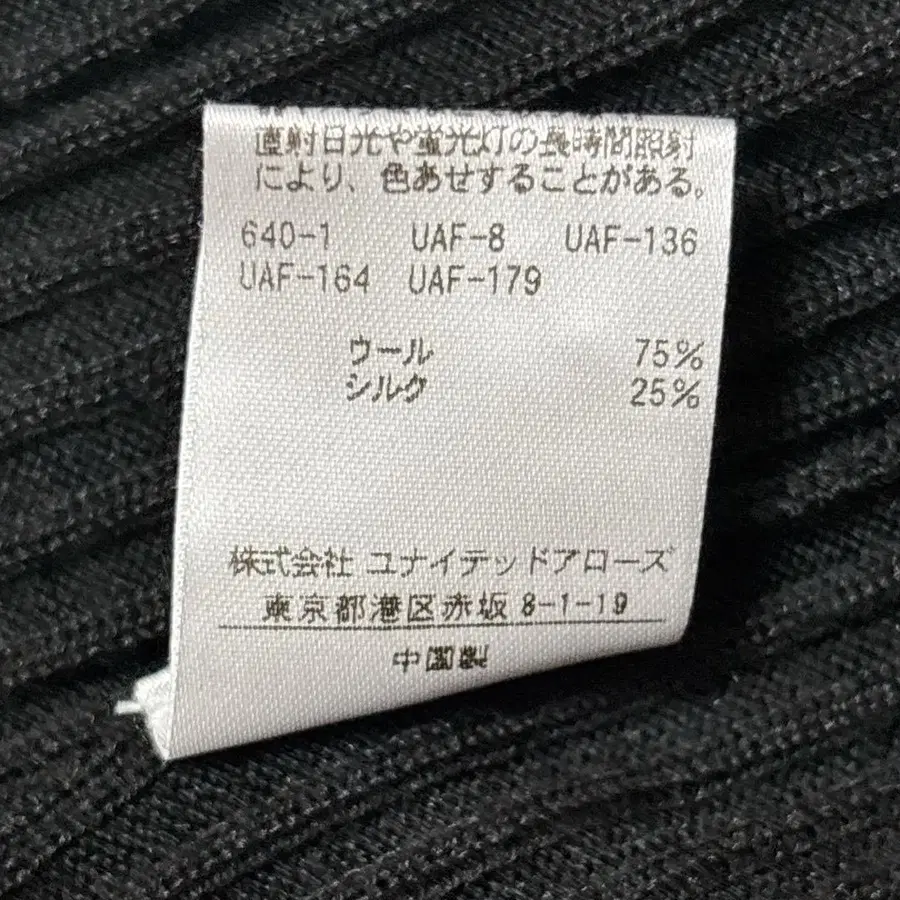 直射日光や蛍光灯の長時間照射
により、色あせすることがある。
640-1 UAF-8 UAF-136
UAF-164 UAF-179
ウール 75%
シルク 25%
株式会社 ユナイテッドアローズ
東京都港区赤坂 8-1-19
中国製